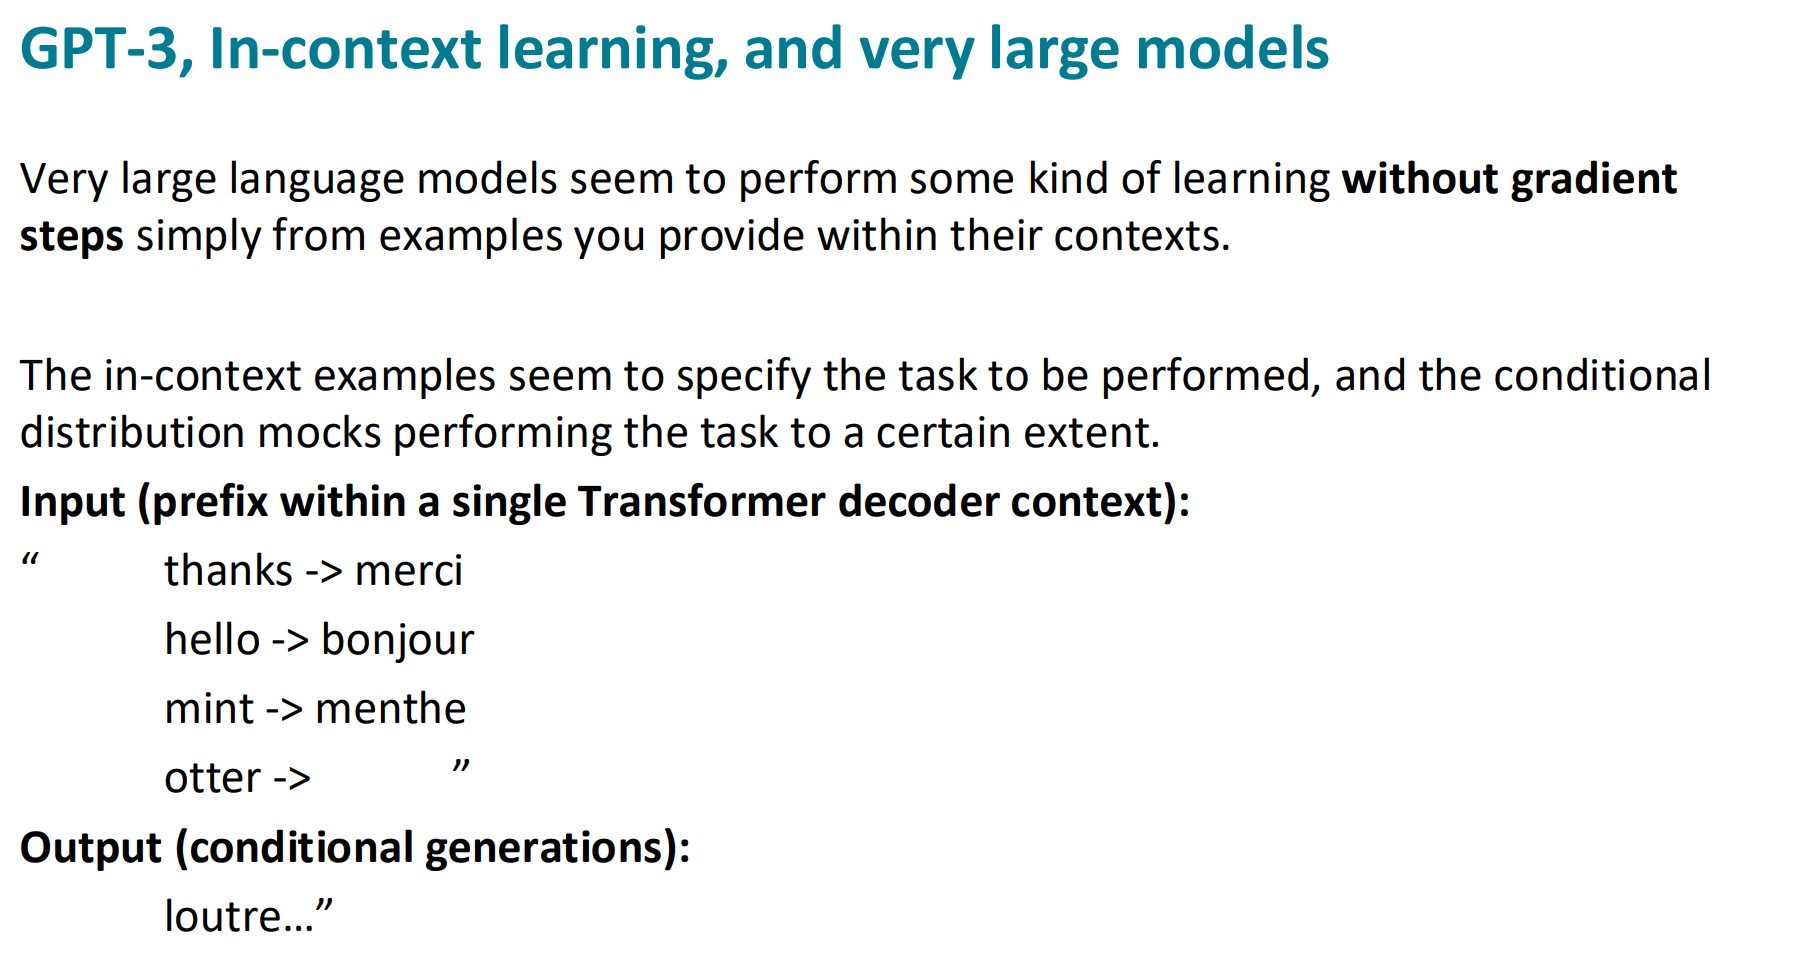 GPT-3, In-context learning, and very large models
Very large language models seem to perform some kind of learning without gradient
steps simply from examples you provide within their contexts.
The in-context examples seem to specify the task to be performed, and the conditional
distribution mocks performing the task to a certain extent.
Input (prefix within a single Transformer decoder context):
“ thanks -> merci
hello -> bonjour
mint -> menthe
otter -> ”
Output (conditional generations):
loutre…”